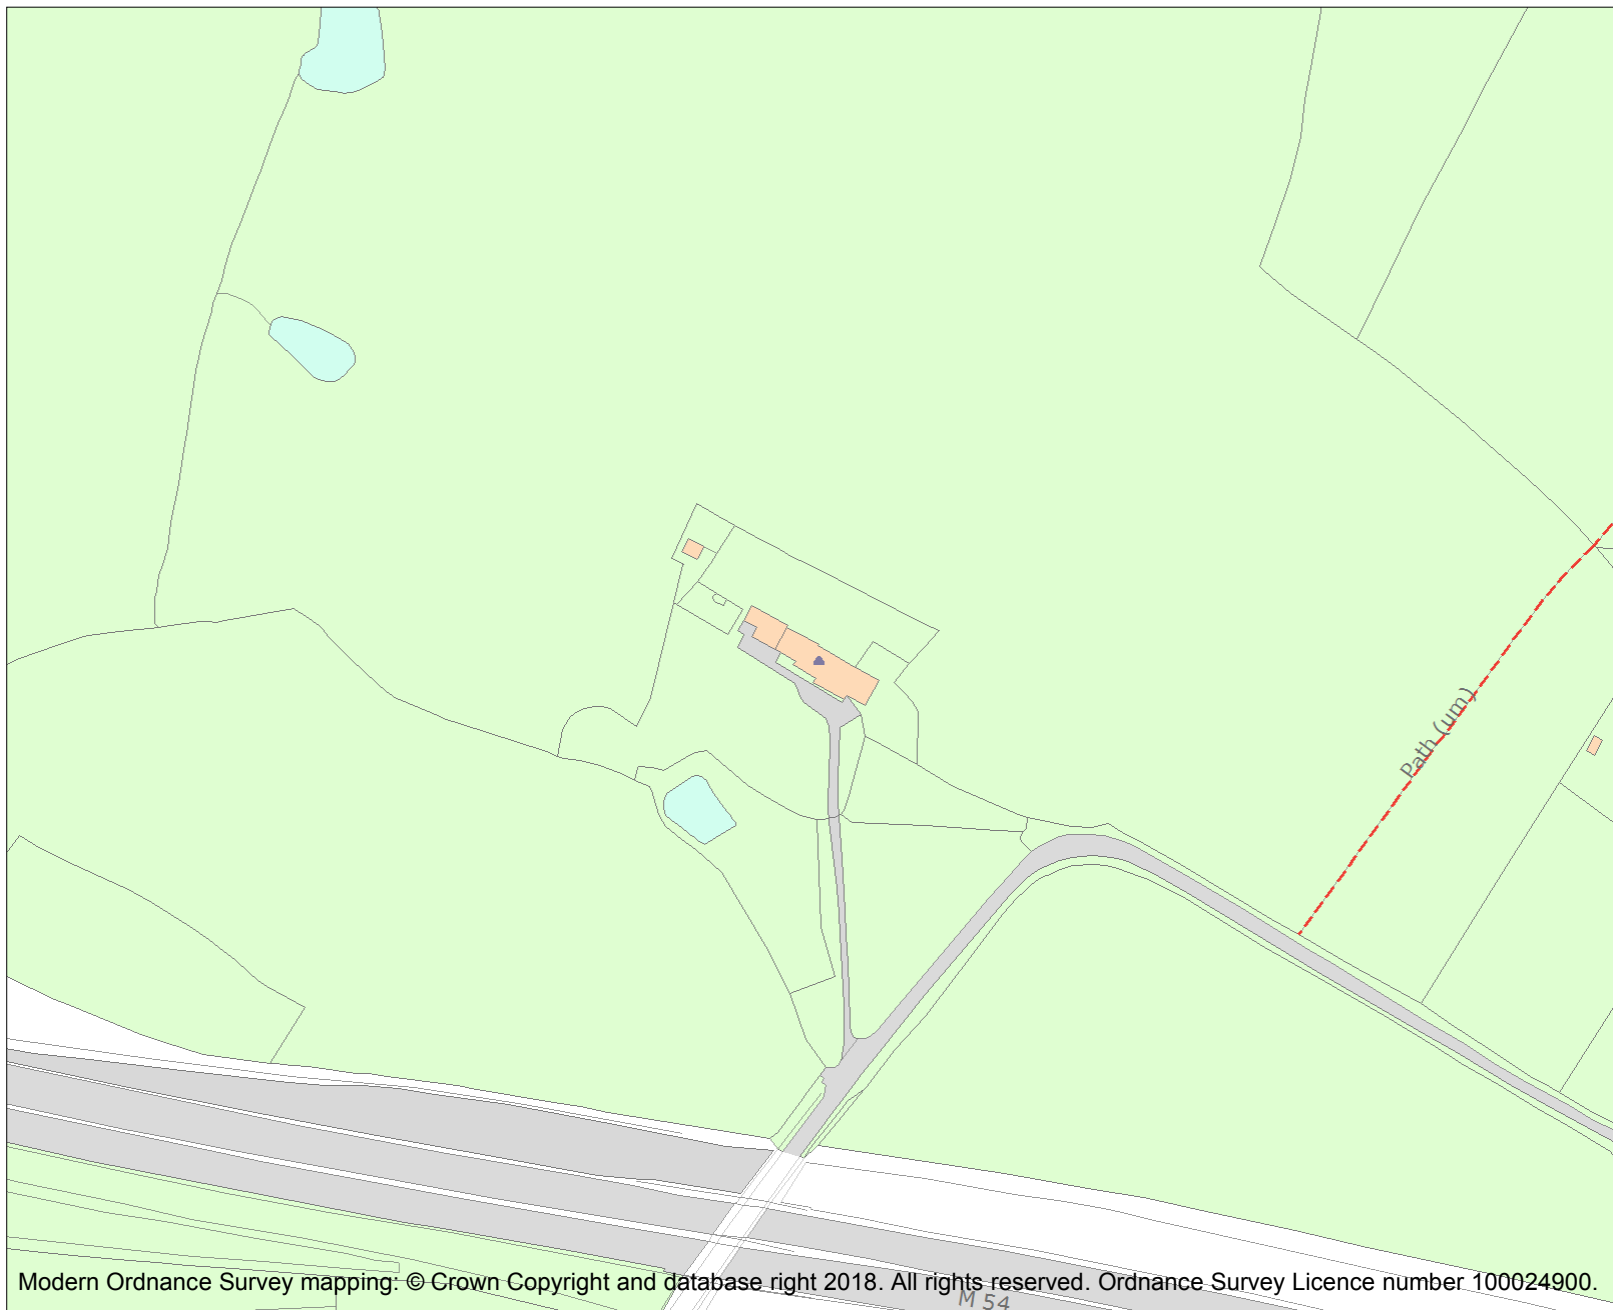 Path (um)
Modern Ordnance Survey mapping: © Crown Copyright and database right 2018. All rights reserved. Ordnance Survey Licence number 100024900.
M 54